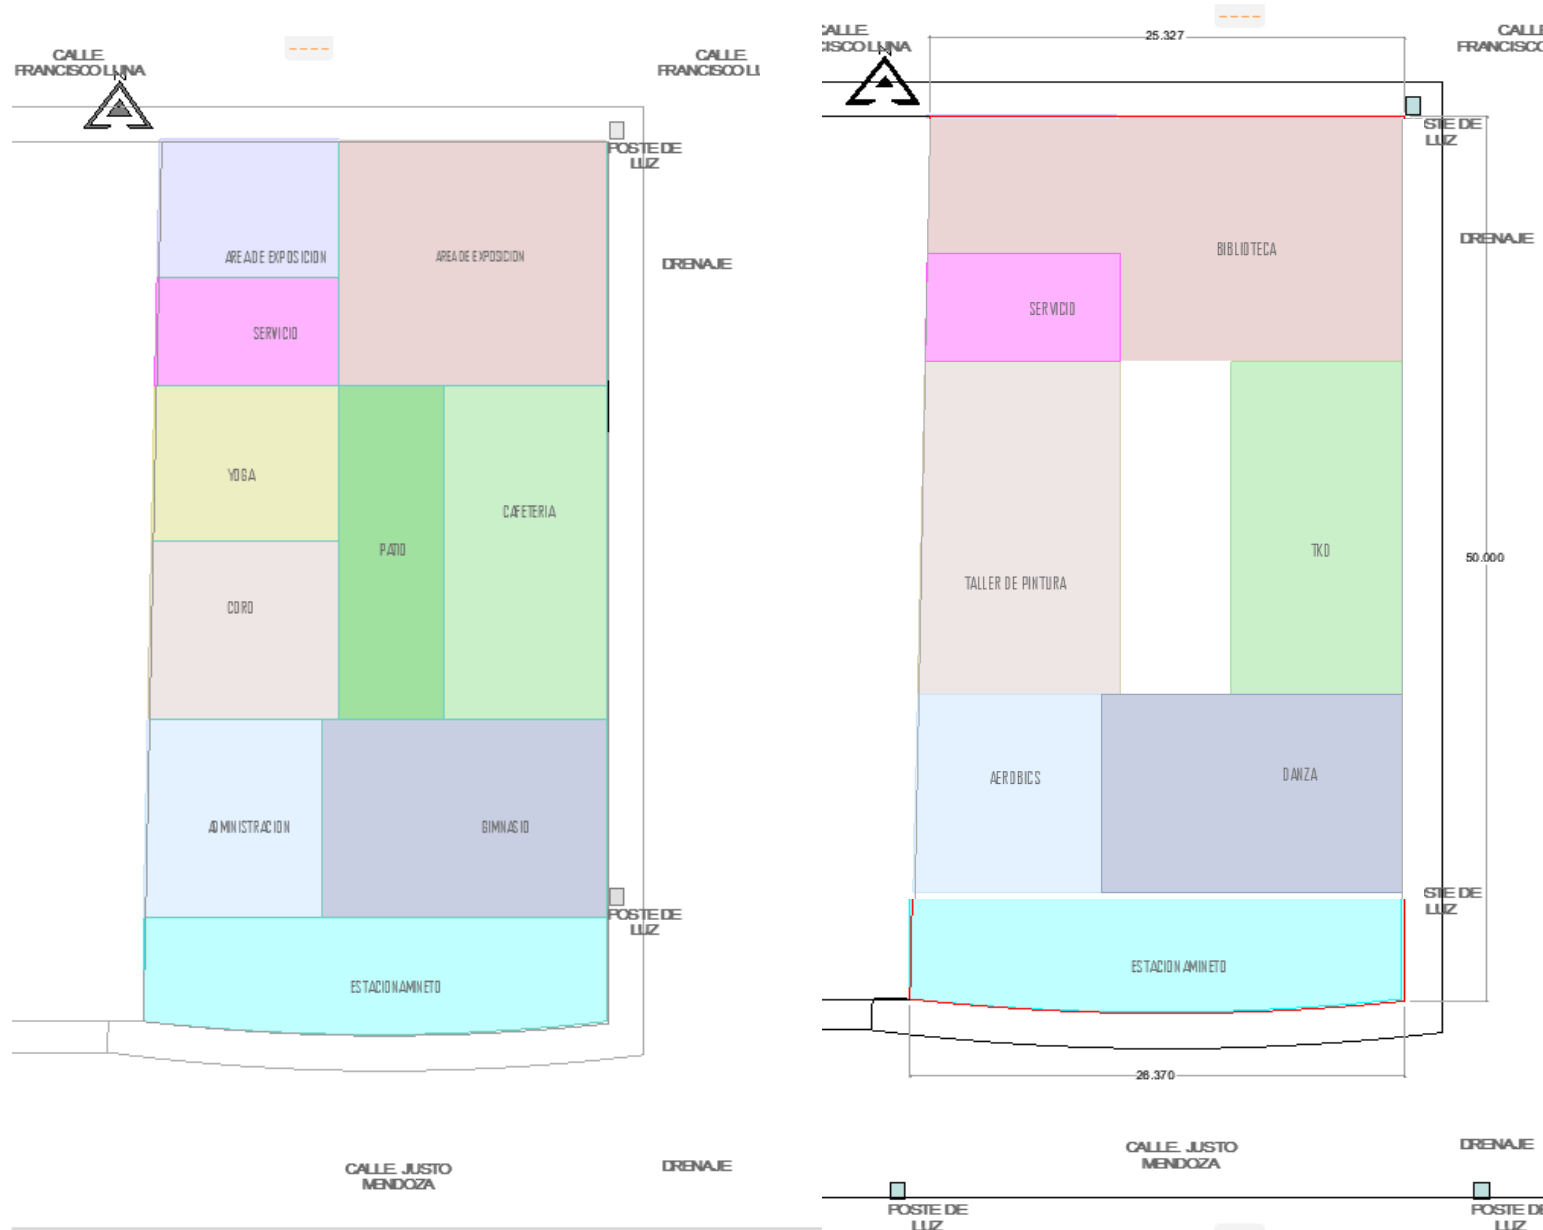 CALLE
FRANCISCO LUNA
N
CALLE
FRANCISCO LU
POSTE DE
LUZ
DRENAJE
AREA DE EXPOSICION
AREA DE EXPOSICION
SERVICIO
YOGA
CAFETERIA
PATIO
CORO
ADMINISTRACION
GIMNASIO
POSTE DE
LUZ
ESTACIONAMINETO
CALLE JUSTO
MENDOZA
DRENAJE
CALLE
CISCO LUNA
N
25.327
CALL
FRANCISCO
STE DE
LUZ
DRENAJE
BIBLIOTECA
SERVICIO
50.000
TKD
TALLER DE PINTURA
AEROBICS
DANZA
STE DE
LUZ
ESTACIONAMINETO
26.370
CALLE JUSTO
MENDOZA
DRENAJE
POSTE DE
LUZ
POSTE DE
LUZ